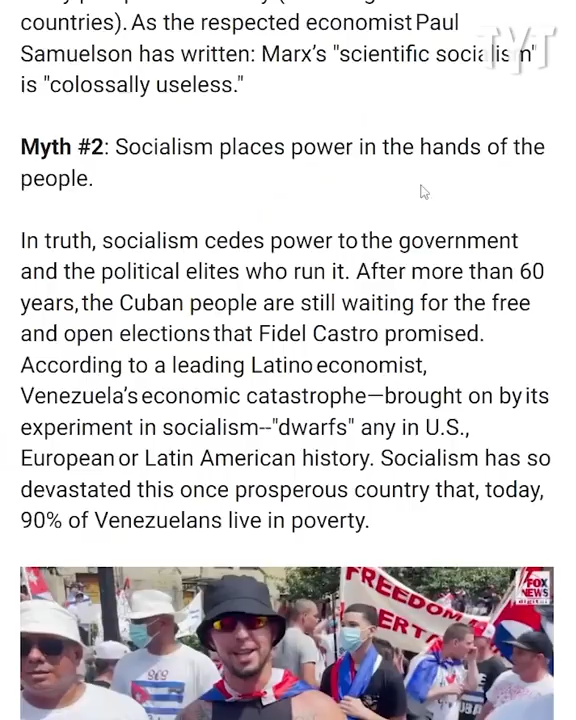 countries). As the respected economist Paul
Samuelson has written: Marx's "scientific socialism"
is "colossally useless."
TYT
Myth #2: Socialism places power in the hands of the
people.
In truth, socialism cedes power to the government
and the political elites who run it. After more than 60
years, the Cuban people are still waiting for the free
and open elections that Fidel Castro promised.
According to a leading Latino economist,
Venezuela's economic catastrophe—brought on by its
experiment in socialism--"dwarfs" any in U.S.,
European or Latin American history. Socialism has so
devastated this once prosperous country that, today,
90% of Venezuelans live in poverty.
FOX
NEWS
digital
FREEDOM